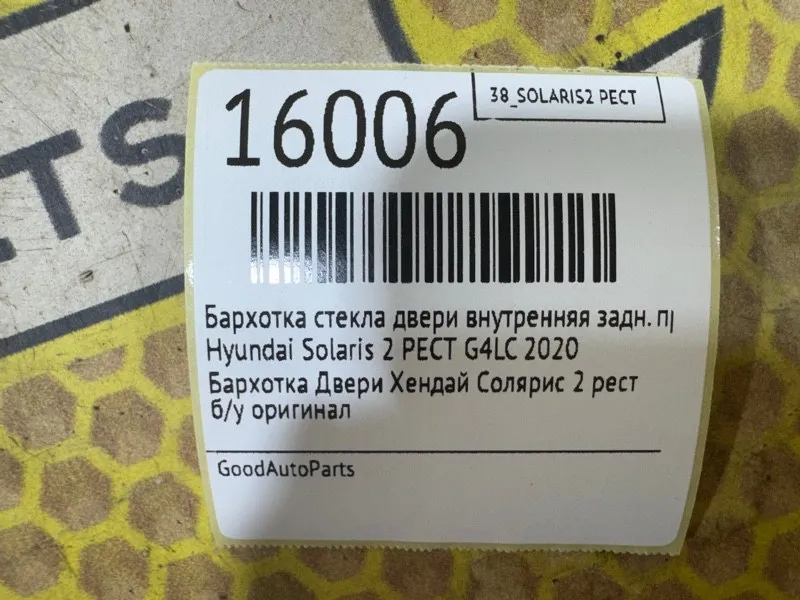 38_SOLARIS2 РЕСТ
16006
Бархотка стекла двери внутренняя задн. п
Hyundai Solaris 2 РЕСТ G4LC 2020
Бархотка Двери Хендай Солярис 2 рест
б/у оригинал
GoodAutoParts